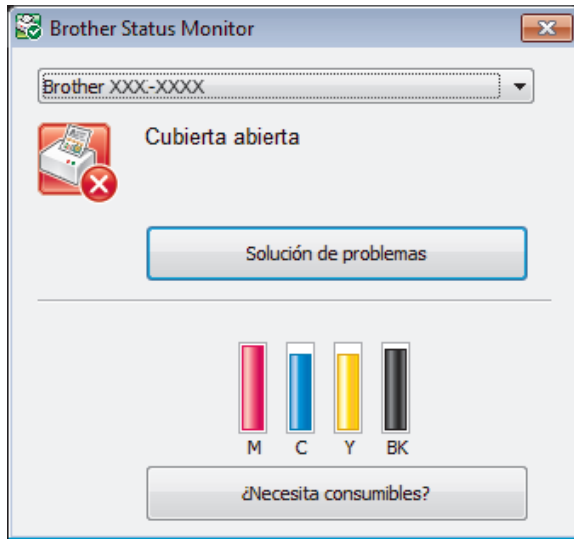 Brother Status Monitor
Brother XXX-XXXX
Cubierta abierta
Solución de problemas
M C Y BK
¿Necesita consumibles?